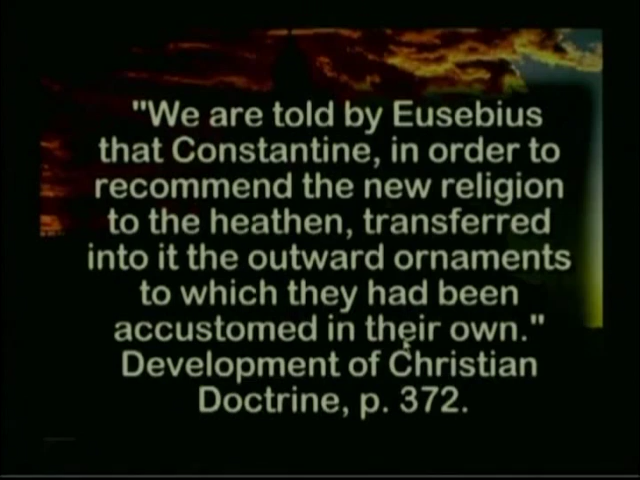 "We are told by Eusebius
that Constantine, in order to
recommend the new religion
to the heathen, transferred
into it the outward ornaments
to which they had been
accustomed in their own."
Development of Christian
Doctrine, p. 372.